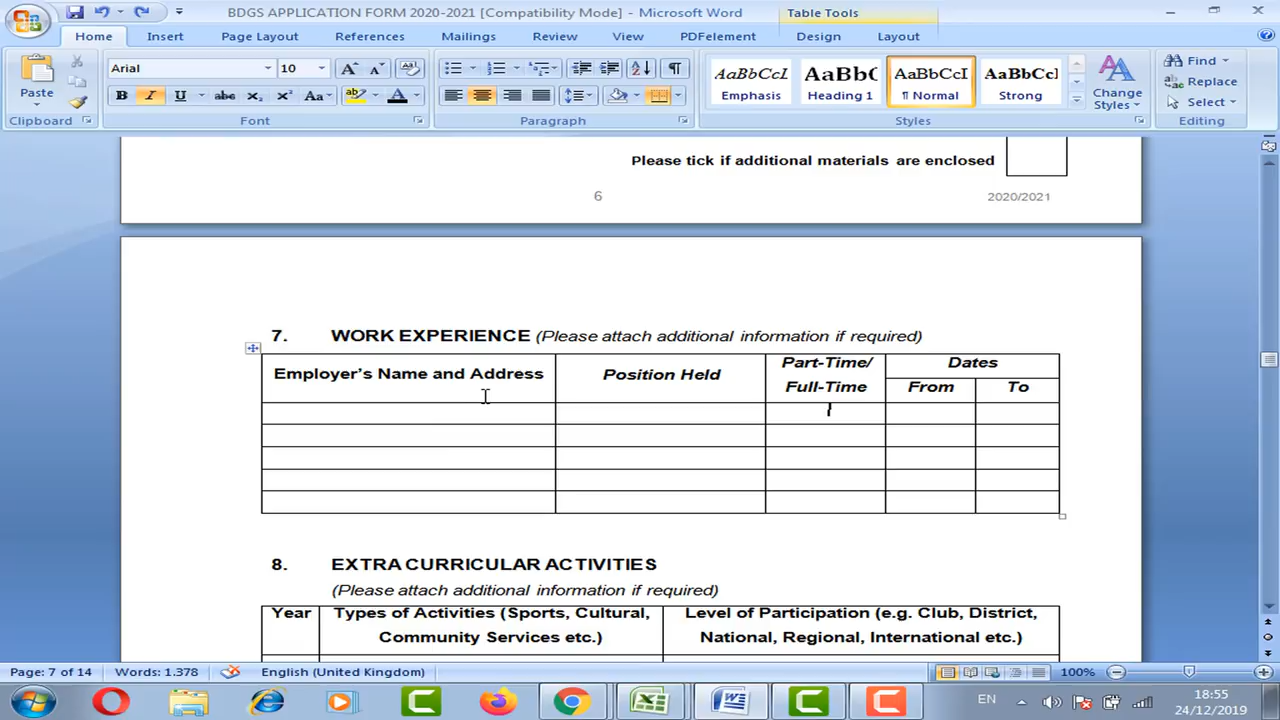 BDGS APPLICATION FORM 2020-2021 [Compatibility Mode] - Microsoft Word
Table Tools
Home
Insert
Page Layout
References
Mailings
Review
View
PDFelement
Design
Layout
Paste
Clipboard
Arial
10
Font
Paragraph
AaBbCcI
Emphasis
AaBbC
Heading 1
AaBbCcI
¶ Normal
AaBbCcI
Strong
Change
Styles
Styles
Find
Replace
Select
Editing
Please tick if additional materials are enclosed
6
2020/2021
7. WORK EXPERIENCE (Please attach additional information if required)
Employer's Name and Address
Position Held
Part-Time/
Full-Time
Dates
From
To
8. EXTRA CURRICULAR ACTIVITIES
(Please attach additional information if required)
Year
Types of Activities (Sports, Cultural,
Community Services etc.)
Level of Participation (e.g. Club, District,
National, Regional, International etc.)
Page: 7 of 14
Words: 1.378
English (United Kingdom)
100%
EN
18:55
24/12/2019